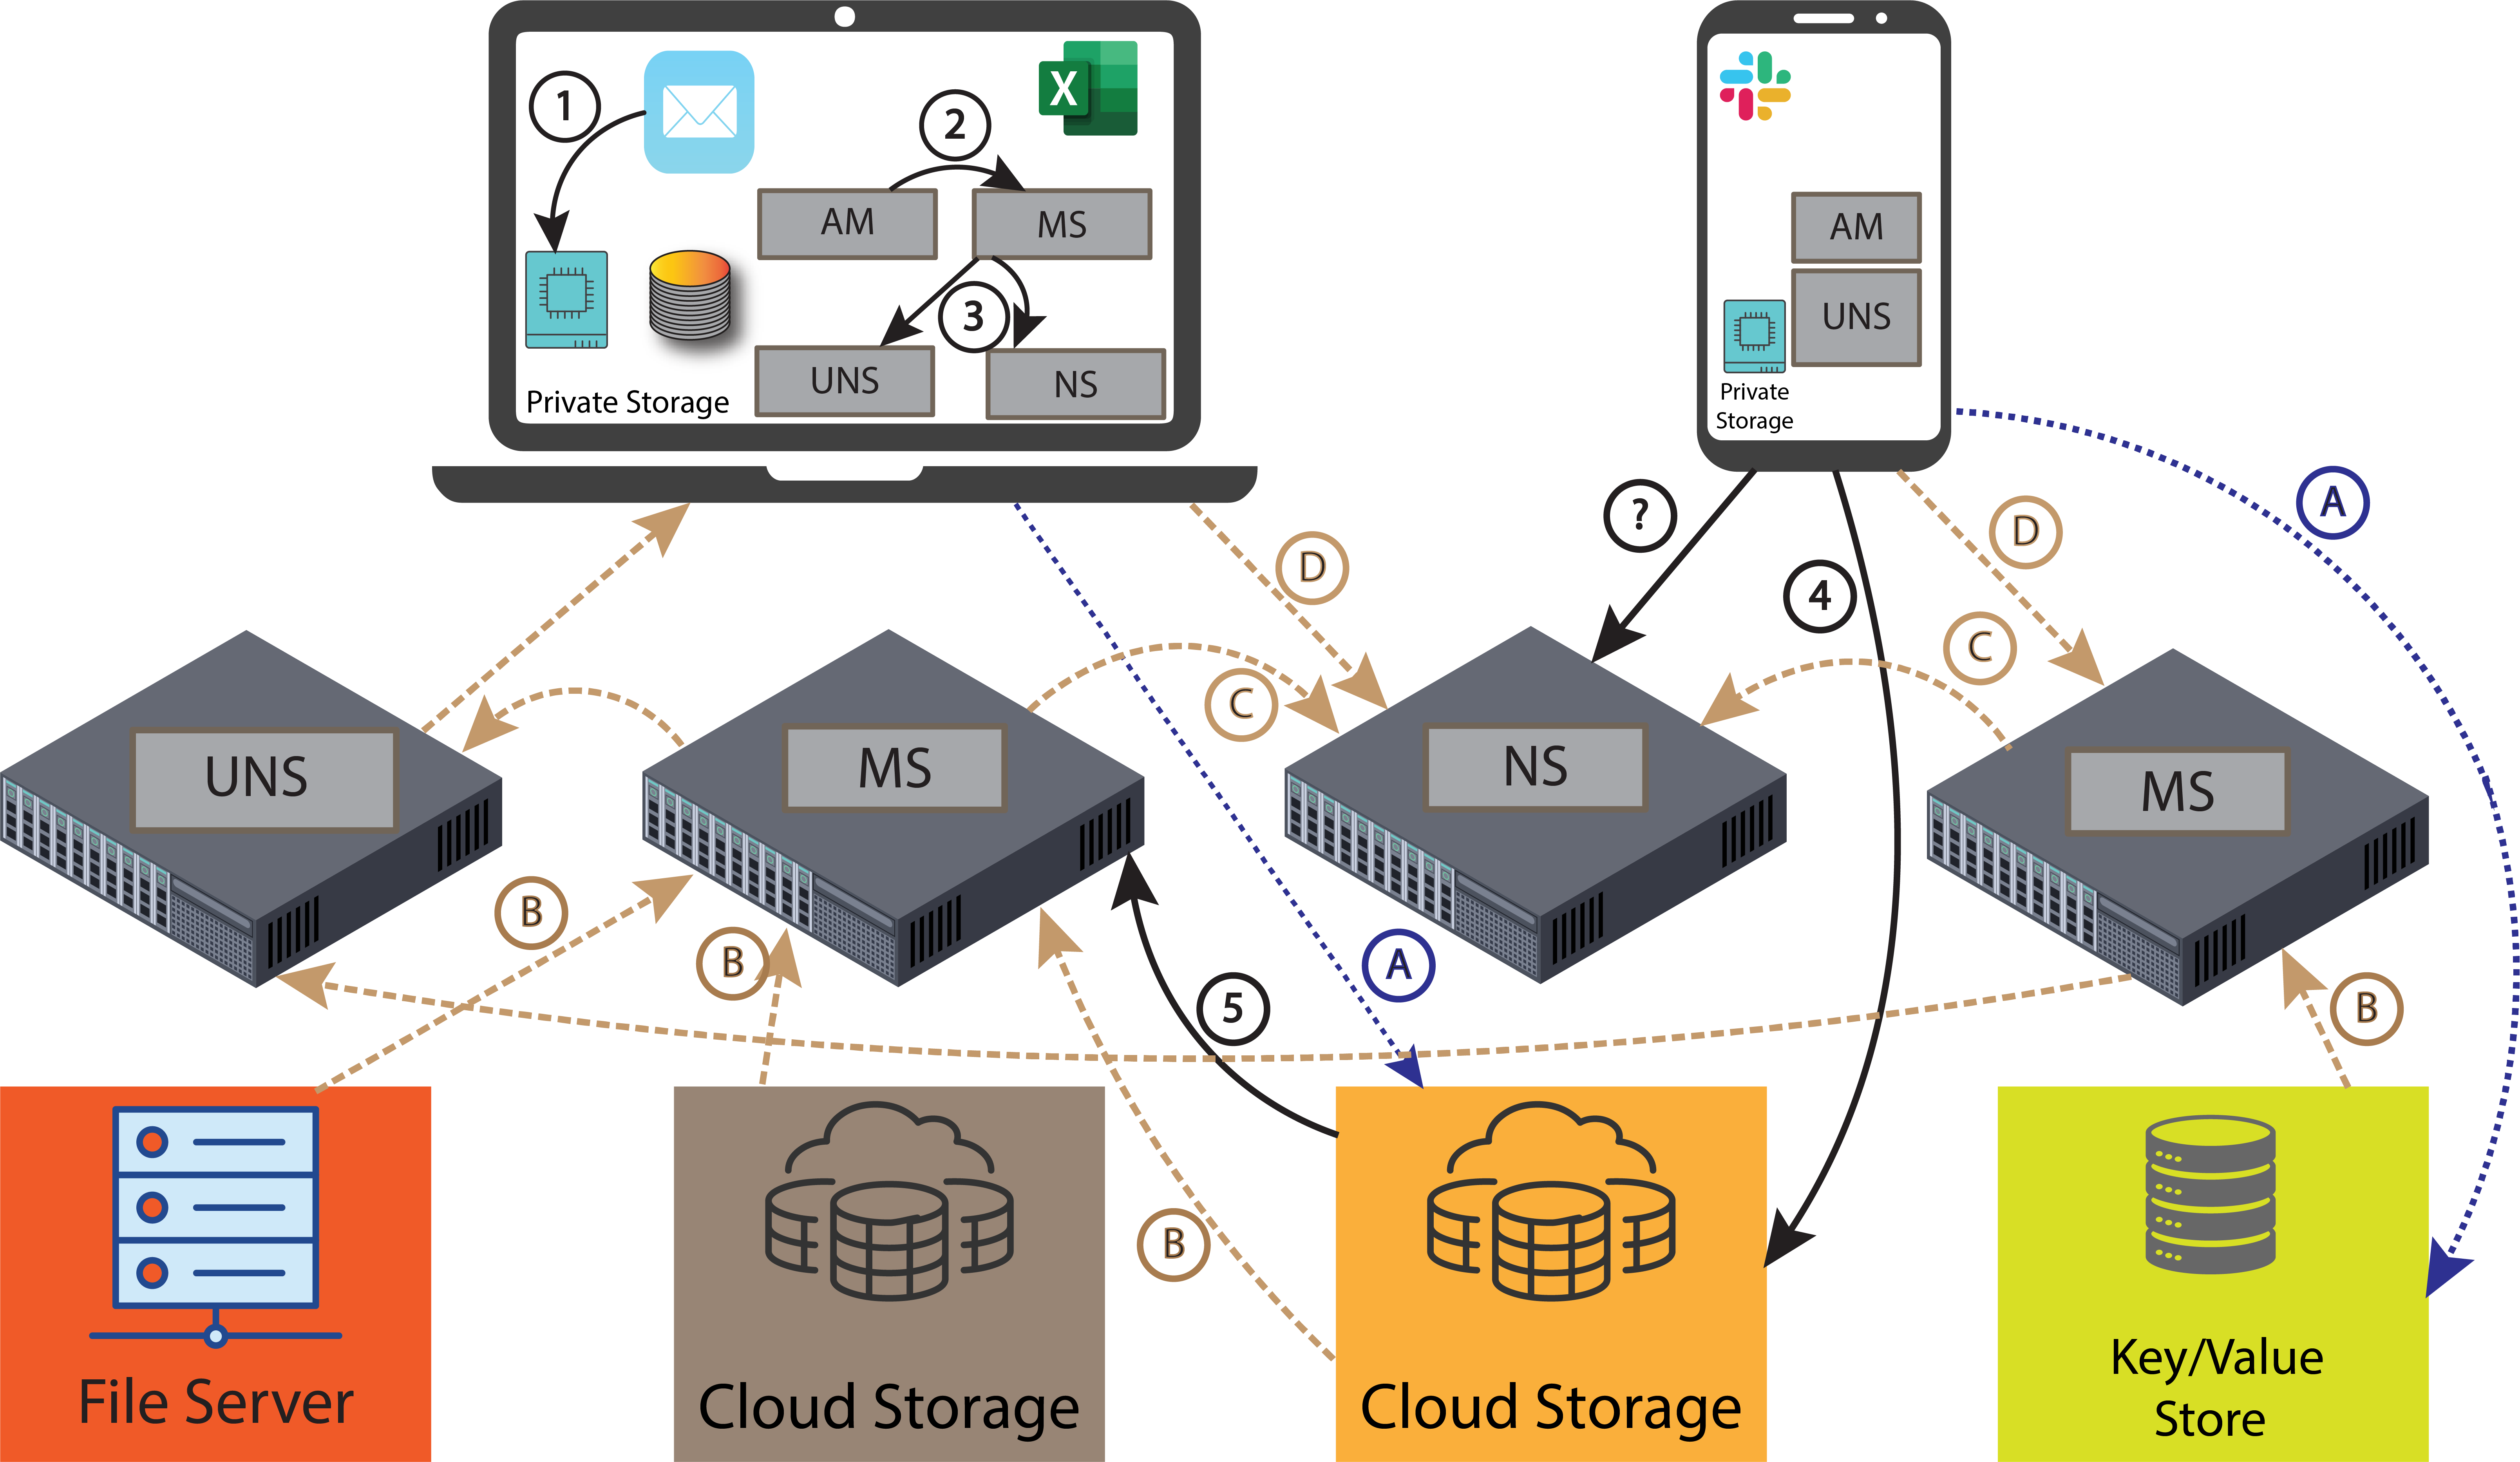 1
2
X
AM
MS
3
UNS
NS
Private Storage
AM
UNS
Private
Storage
?
4
A
D
D
C
C
UNS
MS
NS
MS
B
B
A
5
B
B
File Server
Cloud Storage
Cloud Storage
Key/Value
Store